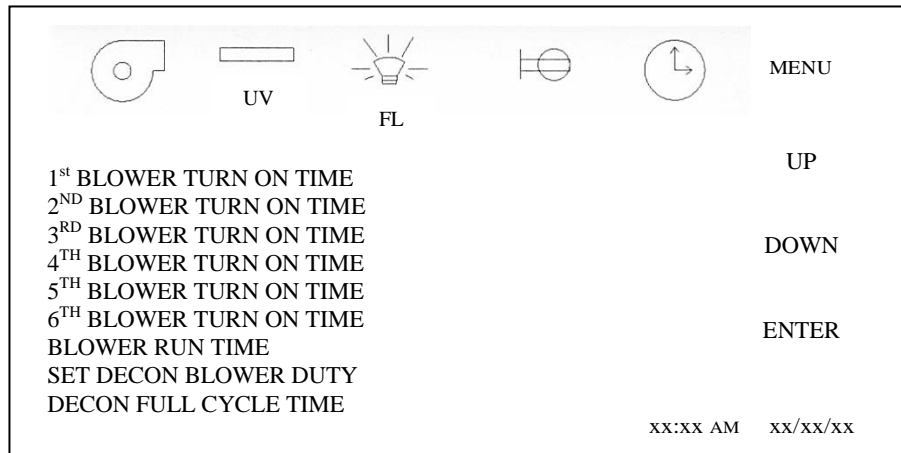 MENU
UV
FL
UP
1st BLOWER TURN ON TIME
2ND BLOWER TURN ON TIME
3RD BLOWER TURN ON TIME
4TH BLOWER TURN ON TIME
5TH BLOWER TURN ON TIME
6TH BLOWER TURN ON TIME
BLOWER RUN TIME
SET DECON BLOWER DUTY
DECON FULL CYCLE TIME
DOWN
ENTER
xx:xx AM xx/xx/xx